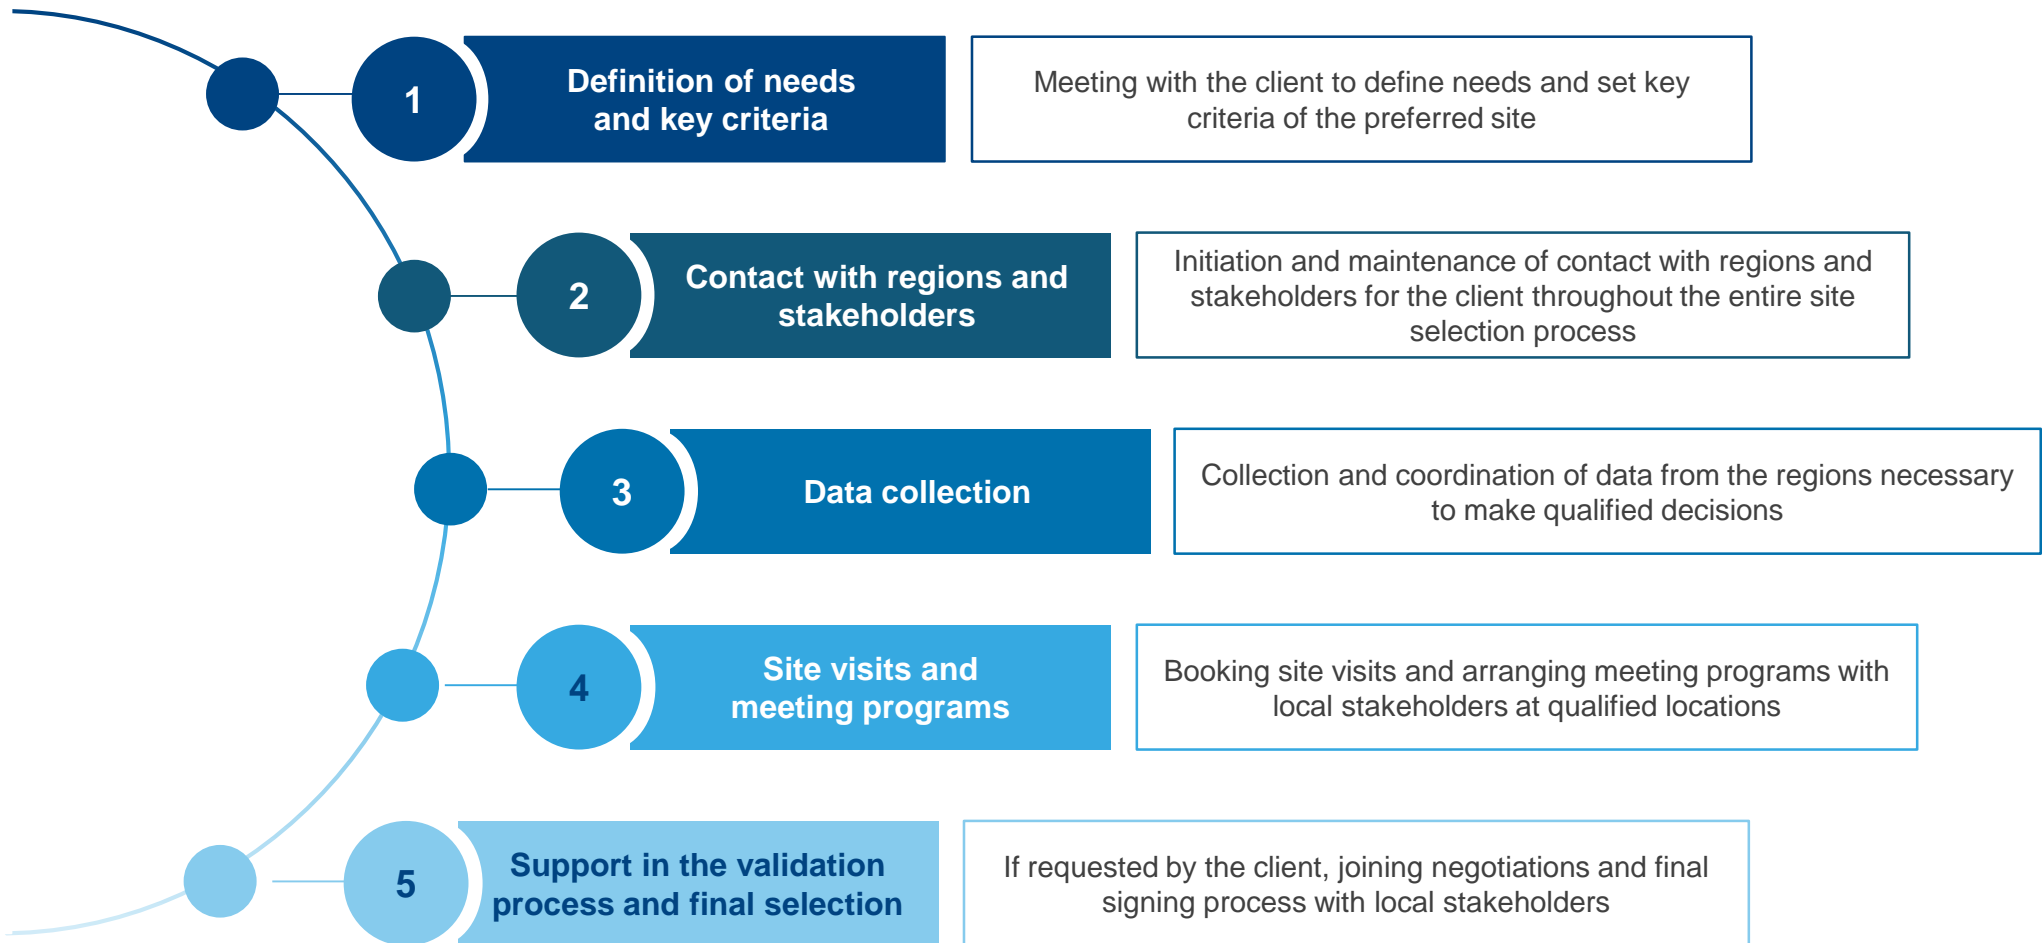 1
Definition of needs
and key criteria
Meeting with the client to define needs and set key
criteria of the preferred site
2
Contact with regions and
stakeholders
Initiation and maintenance of contact with regions and
stakeholders for the client throughout the entire site
selection process
3
Data collection
Collection and coordination of data from the regions necessary
to make qualified decisions
4
Site visits and
meeting programs
Booking site visits and arranging meeting programs with
local stakeholders at qualified locations
5
Support in the validation
process and final selection
If requested by the client, joining negotiations and final
signing process with local stakeholders